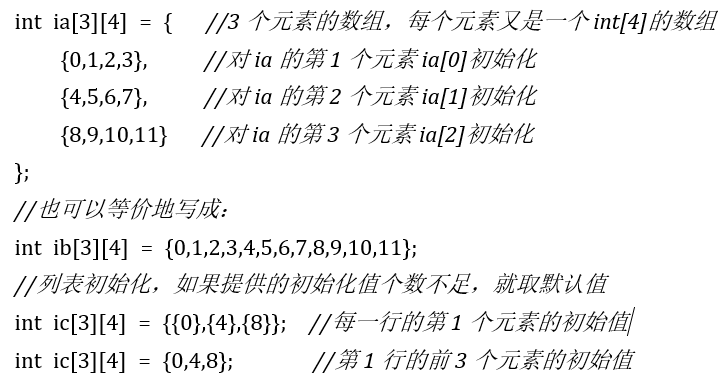 int ia[3][4] = {   //3 个元素的数组，每个元素又是一个 int[4]的数组
{0,1,2,3},   //对 ia 的第 1 个元素 ia[0]初始化
{4,5,6,7},   //对 ia 的第 2 个元素 ia[1]初始化
{8,9,10,11}   //对 ia 的第 3 个元素 ia[2]初始化
};
//也可以等价地写成：
int ib[3][4] = {0,1,2,3,4,5,6,7,8,9,10,11};
//列表初始化，如果提供的初始化值个数不足，就取默认值
int ic[3][4] = {{0},{4},{8}};   //每一行的第 1 个元素的初始值
int ic[3][4] = {0,4,8};   //第 1 行的前 3 个元素的初始值